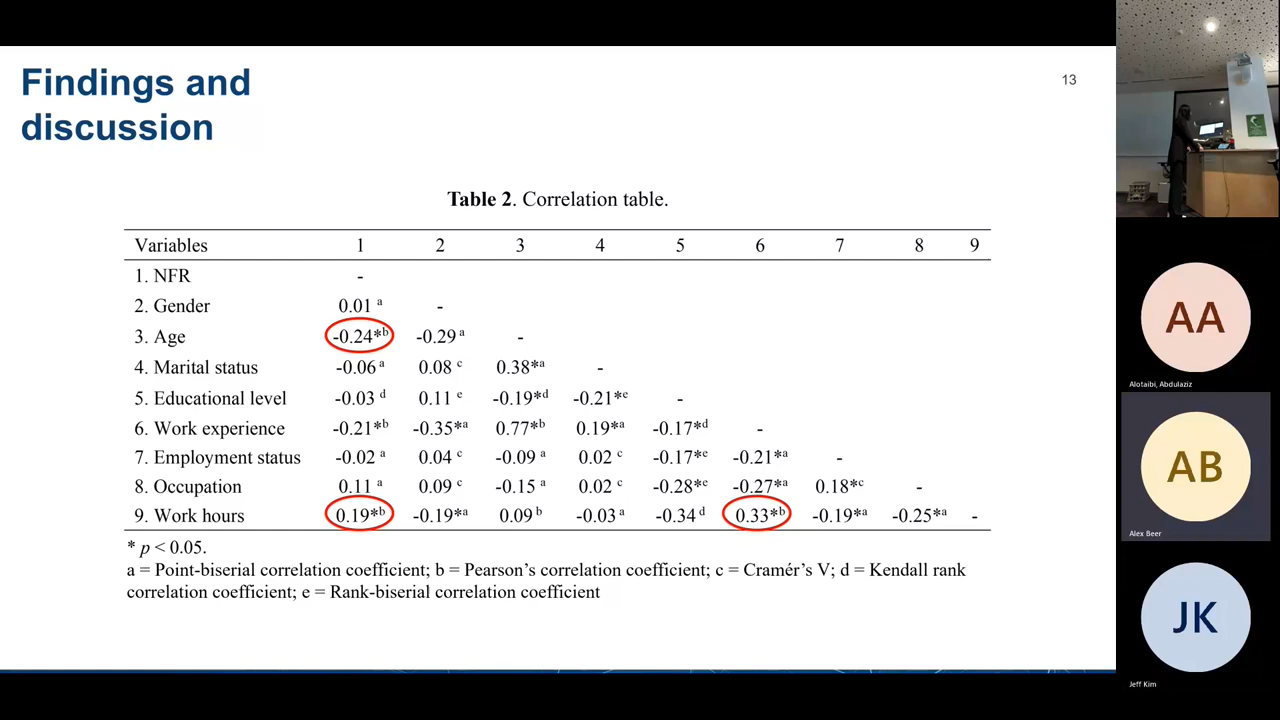 Findings and
discussion
13
Table 2. Correlation table.
Variables 1 2 3 4 5 6 7 8 9
1. NFR -
2. Gender 0.01 a -
3. Age -0.24*b -0.29 a -
4. Marital status -0.06 a 0.08 c 0.38*a -
5. Educational level -0.03 d 0.11 e -0.19*d -0.21*e -
6. Work experience -0.21*b -0.35*a 0.77*b 0.19*a -0.17*d -
7. Employment status -0.02 a 0.04 c -0.09 a 0.02 c -0.17*e -0.21*a -
8. Occupation 0.11 a 0.09 c -0.15 a 0.02 c -0.28*e -0.27*a 0.18*c -
9. Work hours 0.19*b -0.19*a 0.09 b -0.03 a -0.34 d 0.33*b -0.19*a -0.25*a -
* p < 0.05.
a = Point-biserial correlation coefficient; b = Pearson’s correlation coefficient; c = Cramér’s V; d = Kendall rank
correlation coefficient; e = Rank-biserial correlation coefficient
AA
Alotaibi, Abdulaziz
AB
Alex Beer
JK
Jeff Kim